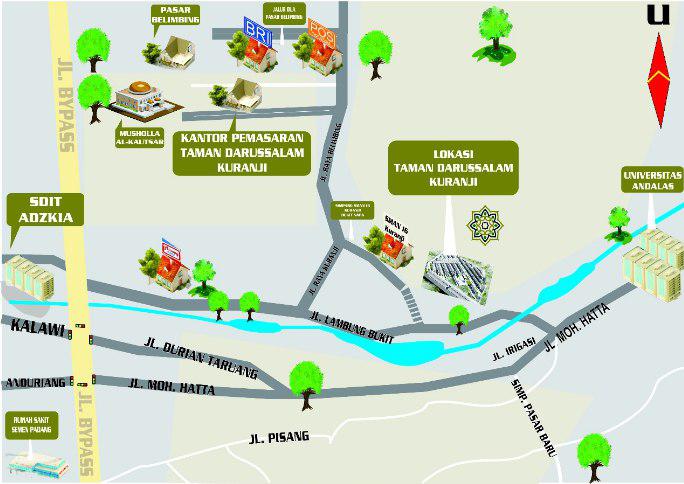 PASAR
BELIMBING
BRI
JALUR DUA
PASAR BELIMBING
POS
U
JL. BYPASS
MUSHOLLA
AL-KAUTSAR
KANTOR PEMASARAN
TAMAN DARUSSALAM
KURANJI
JL. RAYA BELIMBING
LOKASI
TAMAN DARUSSALAM
KURANJI
UNIVERSITAS
ANDALAS
SDIT
ADZKIA
SMAN 16
Kuranji
JL. RAYA KURANJI
JL. LAMBUNG BUKIT
KALAWI
JL. DURIAN TARUANG
JL. IRIGASI
JL. MOH. HATTA
ANDURIANG
JL. MOH. HATTA
JL. BYPASS
SIMP. PASAR BARU
RUMAH SAKIT
SEMEN PADANG
JL. PISANG